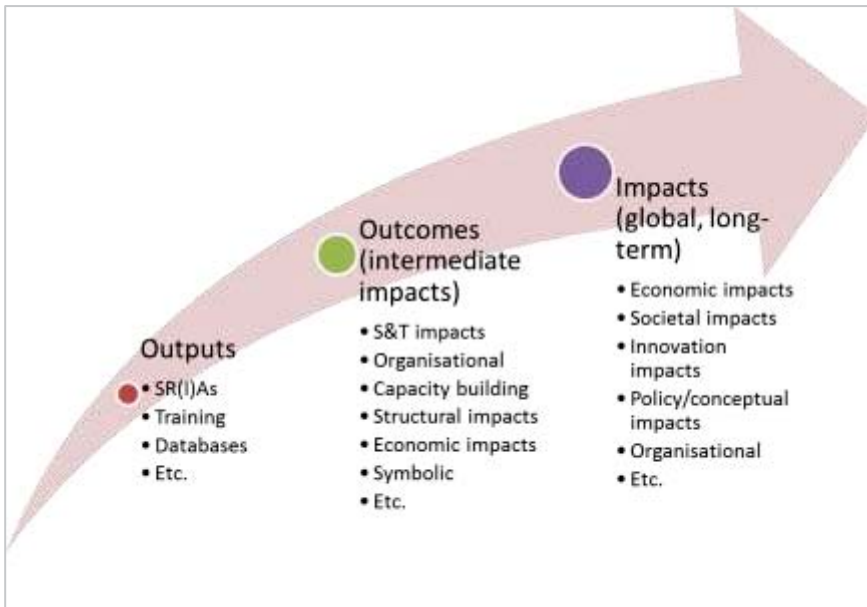 Outputs
• SR(I)As
• Training
• Databases
• Etc.
Outcomes
(intermediate
impacts)
• S&T impacts
• Organisational
• Capacity building
• Structural impacts
• Economic impacts
• Symbolic
• Etc.
Impacts
(global, long-
term)
• Economic impacts
• Societal impacts
• Innovation
impacts
• Policy/conceptual
impacts
• Organisational
• Etc.